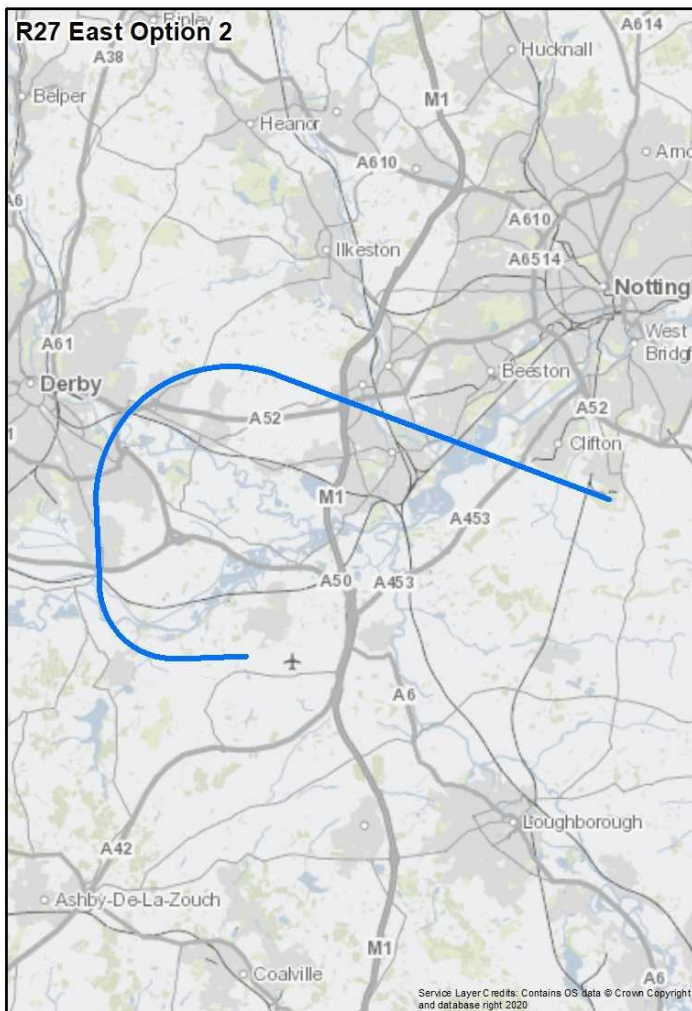 R27 East Option 2
Ripley
A38
A614
Hucknall
Belper
M1
Heanor
A610
Arno
A6
A610
Ilkeston
A6514
Notting
A61
West
Bridgf
Derby
Beeston
A52
A52
Clifton
M1
A453
A50
A453
A6
Loughborough
A42
Ashby-De-La-Zouch
M1
Coalville
A6
Service Layer Credits: Contains OS data © Crown Copyright
and database right 2020